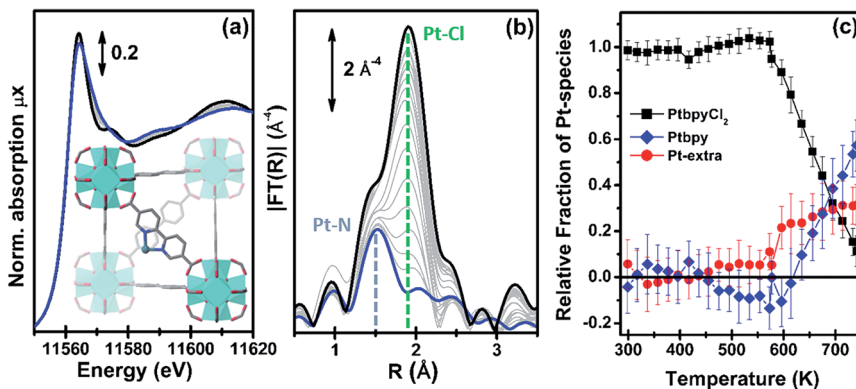 (a)
0.2
Norm. absorption μx
11560 11580 11600 11620
Energy (eV)
(b)
Pt-Cl
2 Å⁻⁴
Pt-N
|FT(R)| (Å⁻⁴)
1 2 3
R (Å)
(c)
Relative Fraction of Pt-species
1.0
0.8
0.6
0.4
0.2
0.0
-0.2
PtbpyCl₂
Ptbpy
Pt-extra
300 400 500 600 700
Temperature (K)